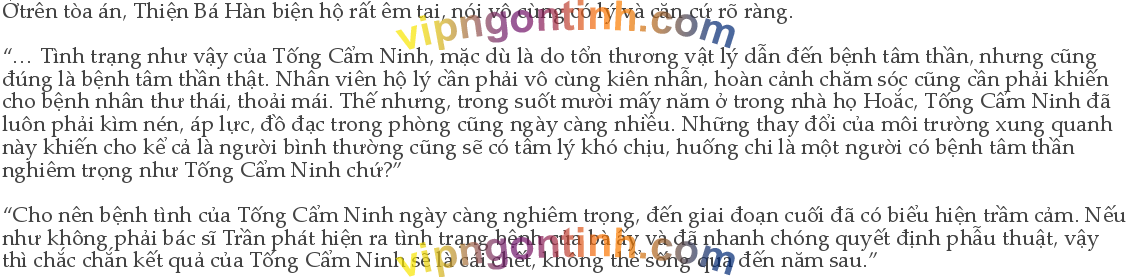 Ởtrên tòa án, Thiện Bá Hàn biện hộ rất êm tai, nói vô cùng có lý và căn cứ rõ ràng.
vipngontinh.com
“... Tình trạng như vậy của Tống Cẩm Ninh, mặc dù là do tổn thương vật lý dẫn đến bệnh tâm thần, nhưng cũng
đúng là bệnh tâm thần thật. Nhân viên hộ lý cần phải vô cùng kiên nhẫn, hoàn cảnh chăm sóc cũng cần phải khiến
cho bệnh nhân thư thái, thoải mái. Thế nhưng, trong suốt mười mấy năm ở trong nhà họ Hoắc, Tống Cẩm Ninh đã
luôn phải kìm nén, áp lực, đồ đạc trong phòng cũng ngày càng nhiều. Những thay đổi của môi trường xung quanh
này khiến cho kể cả là người bình thường cũng sẽ có tâm lý khó chịu, huống chi là một người có bệnh tâm thần
nghiêm trọng như Tống Cẩm Ninh chứ?”
“Cho nên bệnh tình của Tống Cẩm Ninh ngày càng nghiêm trọng, đến giai đoạn cuối đã có biểu hiện trầm cảm. Nếu
như không phải bác sĩ Trần phát hiện ra tình trạng bệnh của bà ấy và đã nhanh chóng quyết định phẫu thuật, vậy
thì chắc chắn kết quả của Tống Cẩm Ninh sẽ là cái chết, không thể sống qua đến năm sau.”
vipngontinh.com